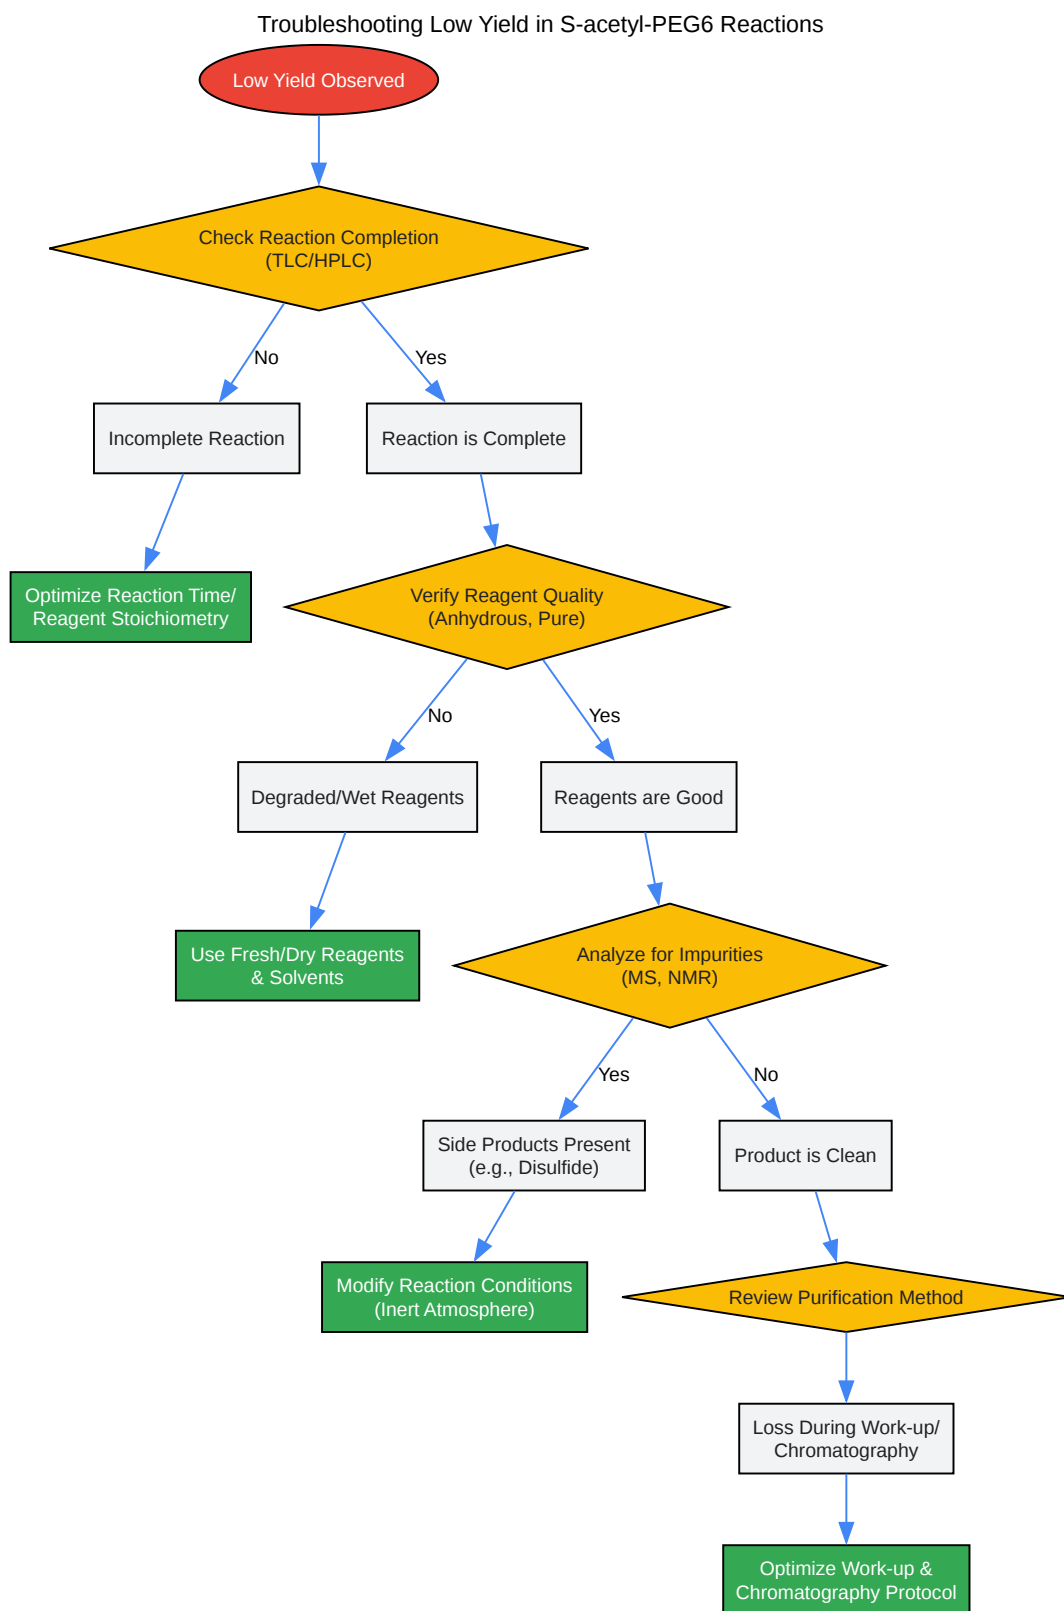 Troubleshooting Low Yield in S-acetyl-PEG6 Reactions
Low Yield Observed
Check Reaction Completion
(TLC/HPLC)
No
Yes
Incomplete Reaction
Reaction is Complete
Optimize Reaction Time/
Reagent Stoichiometry
Verify Reagent Quality
(Anhydrous, Pure)
No
Yes
Degraded/Wet Reagents
Reagents are Good
Use Fresh/Dry Reagents
& Solvents
Analyze for Impurities
(MS, NMR)
Yes
No
Side Products Present
(e.g., Disulfide)
Product is Clean
Modify Reaction Conditions
(Inert Atmosphere)
Review Purification Method
Loss During Work-up/
Chromatography
Optimize Work-up &
Chromatography Protocol